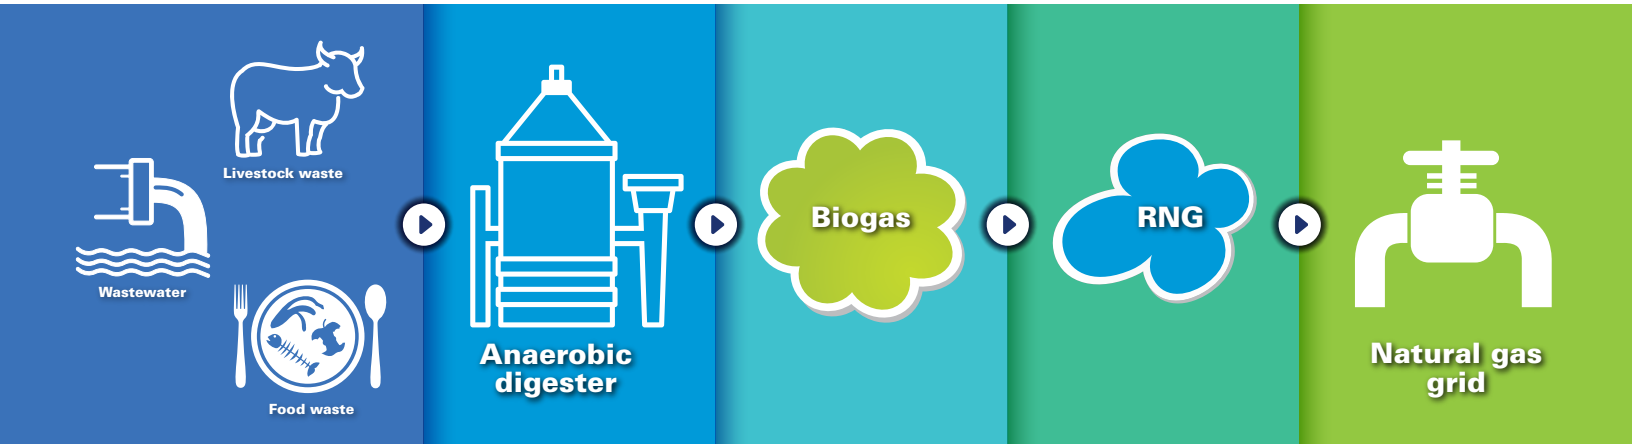 Livestock waste
Wastewater
Food waste
Anaerobic
digester
Biogas
RNG
Natural gas
grid